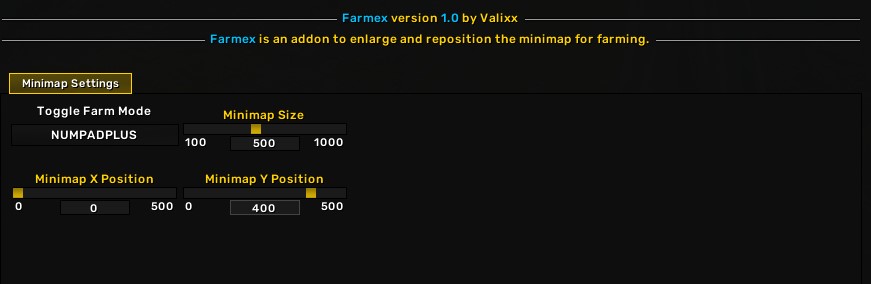 Farmex version 1.0 by Valixx
Farmex is an addon to enlarge and reposition the minimap for farming.
Minimap Settings
Toggle Farm Mode
NUMPADPLUS
Minimap Size
100 500 1000
Minimap X Position
0 0 500
Minimap Y Position
0 400 500